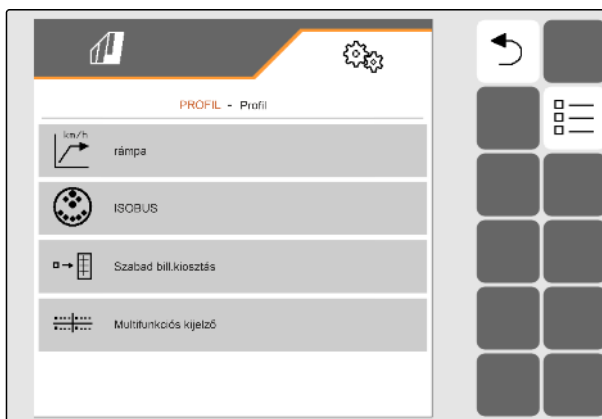 PROFIL - Profil
km/h
rámpa
ISOBUS
Szabad bill.kiosztás
Multifunkciós kijelző